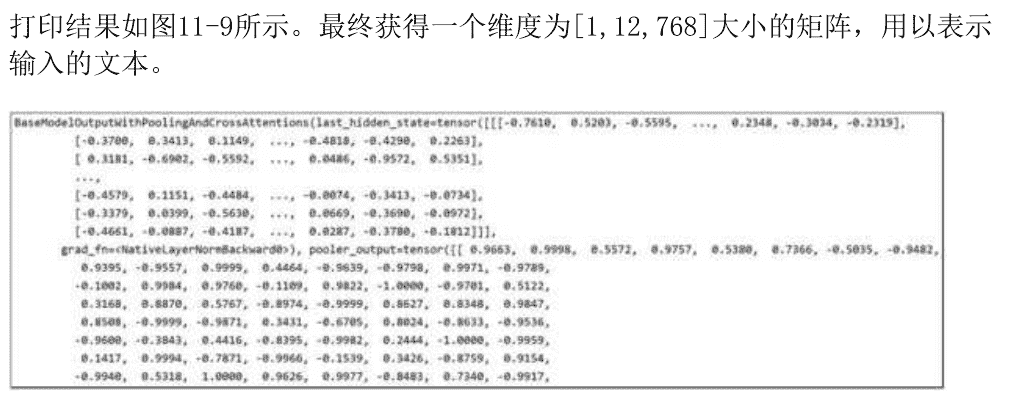 打印结果如图11-9所示。最终获得一个维度为[1,12,768]大小的矩阵，用以表示
输入的文本。
BaseModelOutputWithPoolingAndCrossAttentions(last_hidden_state=tensor([[[-0.7610, 0.5203, -0.5595, ..., 0.2348, -0.3034, -0.2319],
[-0.3700, 0.3413, 0.1149, ..., -0.4818, -0.4290, 0.2263],
[ 0.3181, -0.6902, -0.5592, ..., 0.0486, -0.9572, 0.5351],
...,
[-0.4579, 0.1151, -0.4484, ..., -0.0074, -0.3413, -0.0734],
[-0.3379, 0.0399, -0.5630, ..., 0.0669, -0.3690, -0.0972],
[-0.4661, -0.0887, -0.4187, ..., 0.0287, -0.3780, -0.1812]]],
grad_fn=<NativeLayerNormBackward0>), pooler_output=tensor([[ 0.9663, 0.9998, 0.5572, 0.9757, 0.5380, 0.7366, -0.5035, -0.9482,
0.9395, -0.9557, 0.9999, 0.4464, -0.9639, -0.9798, 0.9971, -0.9789,
-0.1002, 0.9984, 0.9760, -0.1109, 0.9822, -1.0000, -0.9701, 0.5122,
0.3168, 0.8870, 0.5767, -0.8974, -0.9999, 0.8627, 0.8348, 0.9847,
0.8508, -0.9999, -0.9871, 0.3431, -0.6705, 0.8024, -0.8633, -0.9536,
-0.9600, -0.3843, 0.4416, -0.8395, -0.9982, 0.2444, -1.0000, -0.9959,
0.1417, 0.9994, -0.7871, -0.9966, -0.1539, 0.3426, -0.8759, 0.9154,
-0.9940, 0.5318, 1.0000, 0.9626, 0.9977, -0.8483, 0.7340, -0.9917,